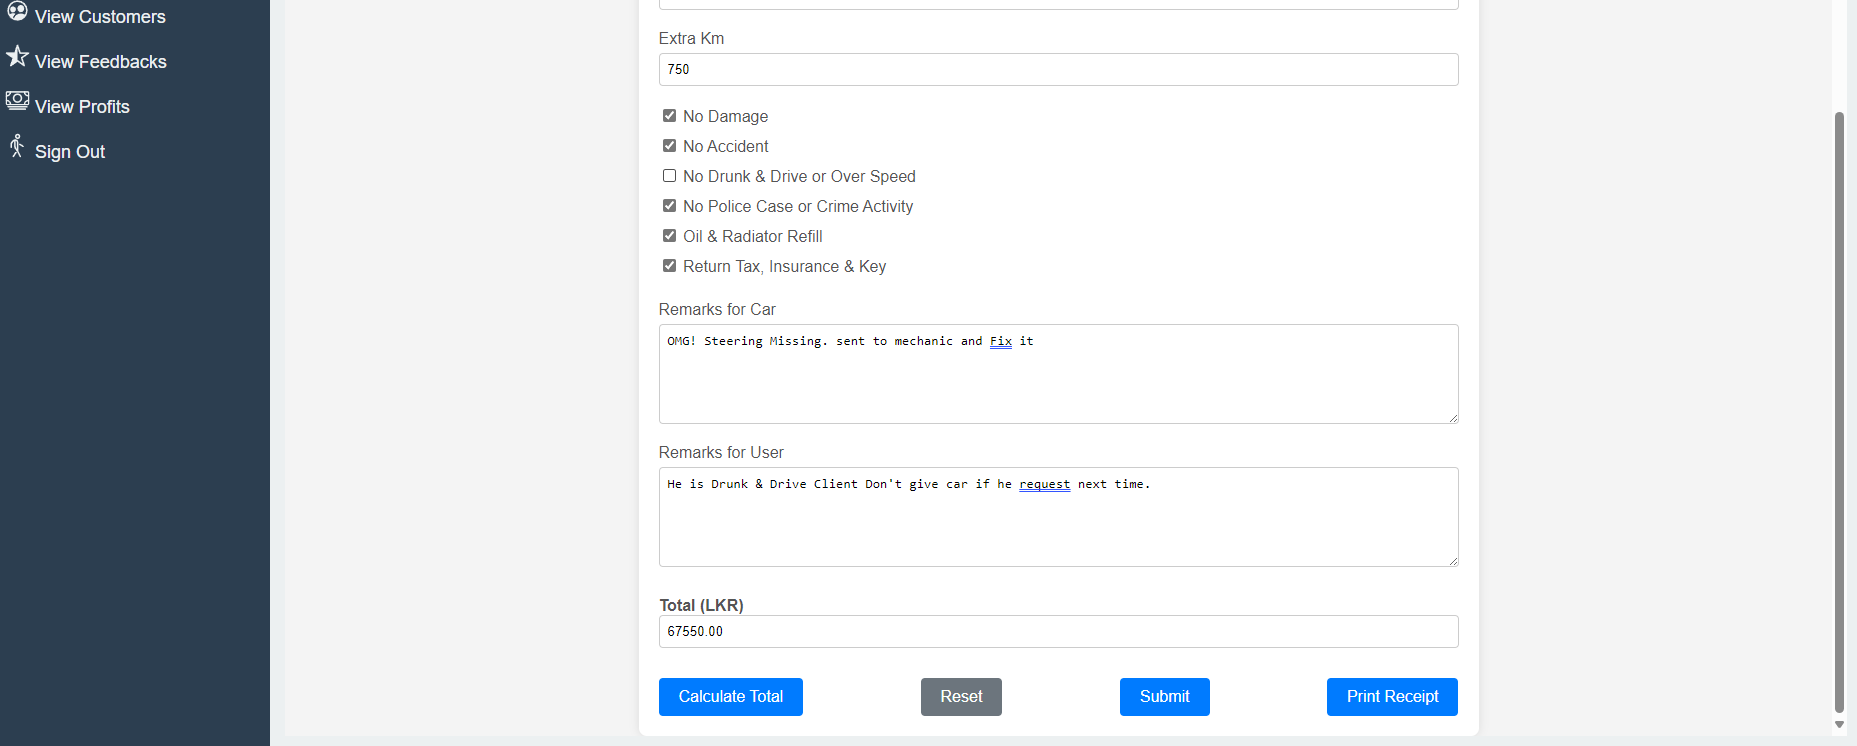 View Customers
View Feedbacks
View Profits
Sign Out
Extra Km
750
No Damage
No Accident
No Drunk & Drive or Over Speed
No Police Case or Crime Activity
Oil & Radiator Refill
Return Tax, Insurance & Key
Remarks for Car
OMG! Steering Missing. sent to mechanic and Fix it
Remarks for User
He is Drunk & Drive Client Don't give car if he request next time.
Total (LKR)
67550.00
Calculate Total
Reset
Submit
Print Receipt